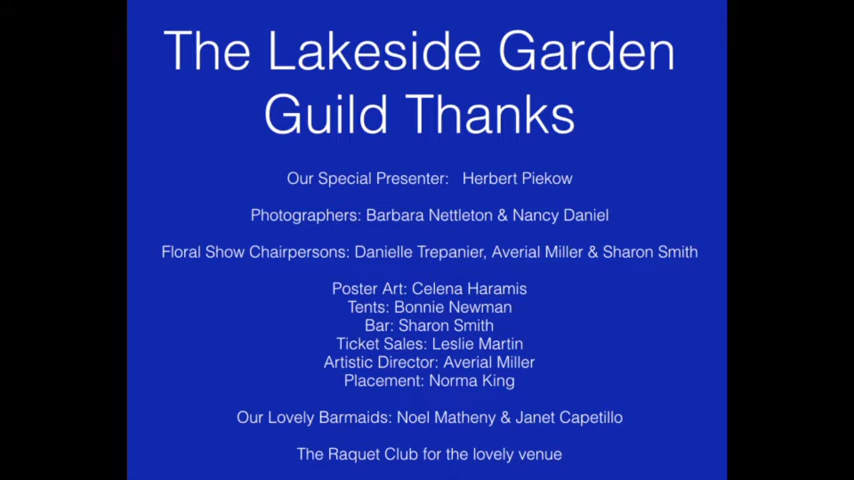 The Lakeside Garden
Guild Thanks
Our Special Presenter: Herbert Piekow
Photographers: Barbara Nettleton & Nancy Daniel
Floral Show Chairpersons: Danielle Trepanier, Averial Miller & Sharon Smith
Poster Art: Celena Haramis
Tents: Bonnie Newman
Bar: Sharon Smith
Ticket Sales: Leslie Martin
Artistic Director: Averial Miller
Placement: Norma King
Our Lovely Barmaids: Noel Matheny & Janet Capetillo
The Raquet Club for the lovely venue